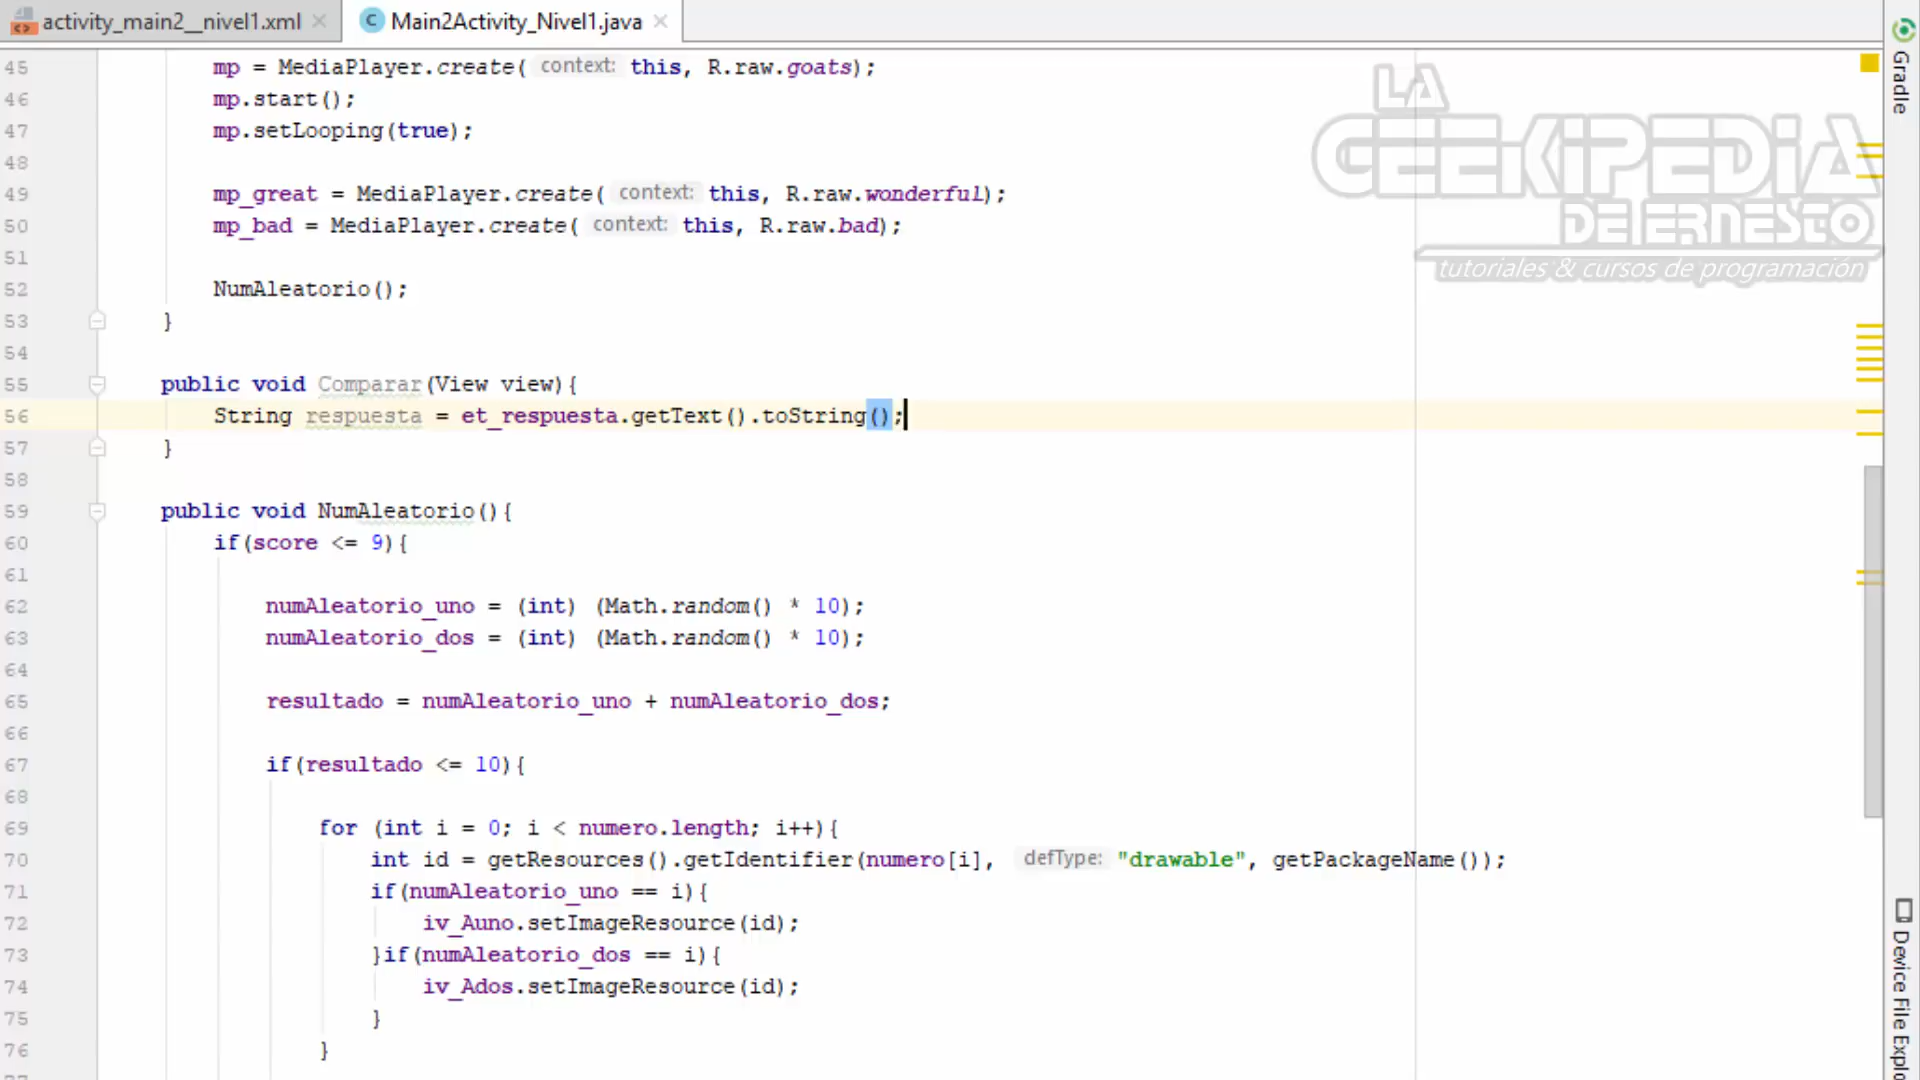 activity_main2__nivel1.xml
Main2Activity_Nivel1.java
45 mp = MediaPlayer.create( context: this, R.raw.goats);
46 mp.start();
47 mp.setLooping(true);
48
49 mp_great = MediaPlayer.create( context: this, R.raw.wonderful);
50 mp_bad = MediaPlayer.create( context: this, R.raw.bad);
51
52 NumAleatorio();
53 }
54
55 public void Comparar(View view){
56 String respuesta = et_respuesta.getText().toString();
57 }
58
59 public void NumAleatorio(){
60 if(score <= 9){
61
62 numAleatorio_uno = (int) (Math.random() * 10);
63 numAleatorio_dos = (int) (Math.random() * 10);
64
65 resultado = numAleatorio_uno + numAleatorio_dos;
66
67 if(resultado <= 10){
68
69 for (int i = 0; i < numero.length; i++){
70 int id = getResources().getIdentifier(numero[i], defType: "drawable", getPackageName());
71 if(numAleatorio_uno == i){
72 iv_Auno.setImageResource(id);
73 }if(numAleatorio_dos == i){
74 iv_Ados.setImageResource(id);
75 }
76 }
LA
GEEKIPEDIA
DE ERNESTO
tutoriales & cursos de programación
Gradle
Device File Explo